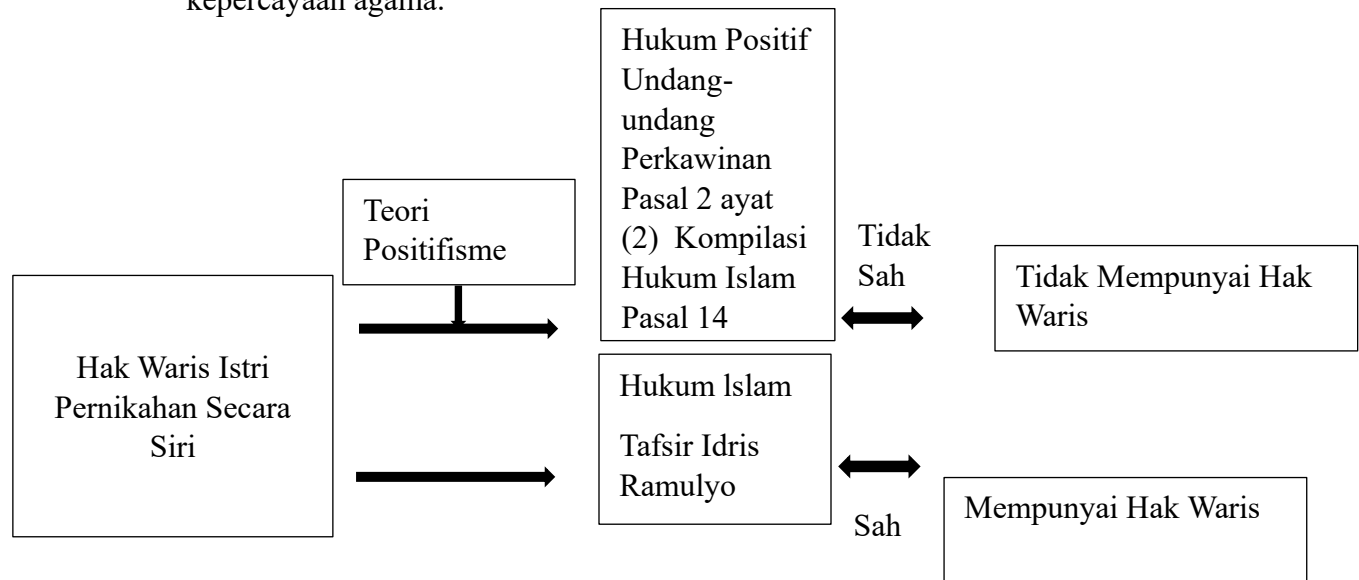 kepercayaan agama.
Hukum Positif
Undang-
undang
Perkawinan
Pasal 2 ayat
(2) Kompilasi
Hukum Islam
Pasal 14
Teori
Positifisme
Tidak
Sah
Tidak Mempunyai Hak
Waris
Hak Waris Istri
Pernikahan Secara
Siri
Hukum lslam
Tafsir Idris
Ramulyo
Sah
Mempunyai Hak Waris